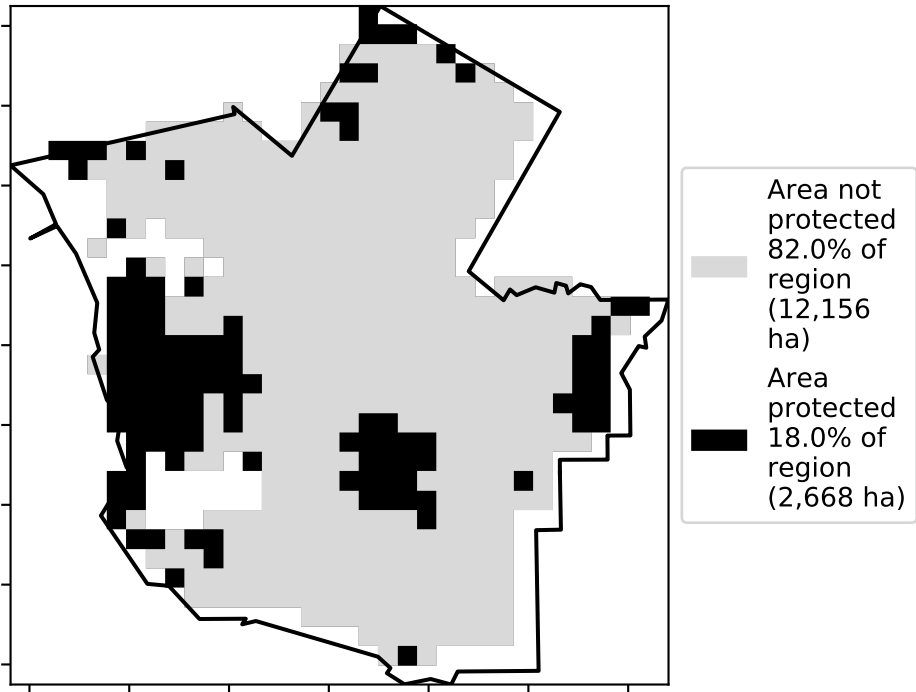 Area not
protected
82.0% of
region
(12,156
ha)
Area
protected
18.0% of
region
(2,668 ha)